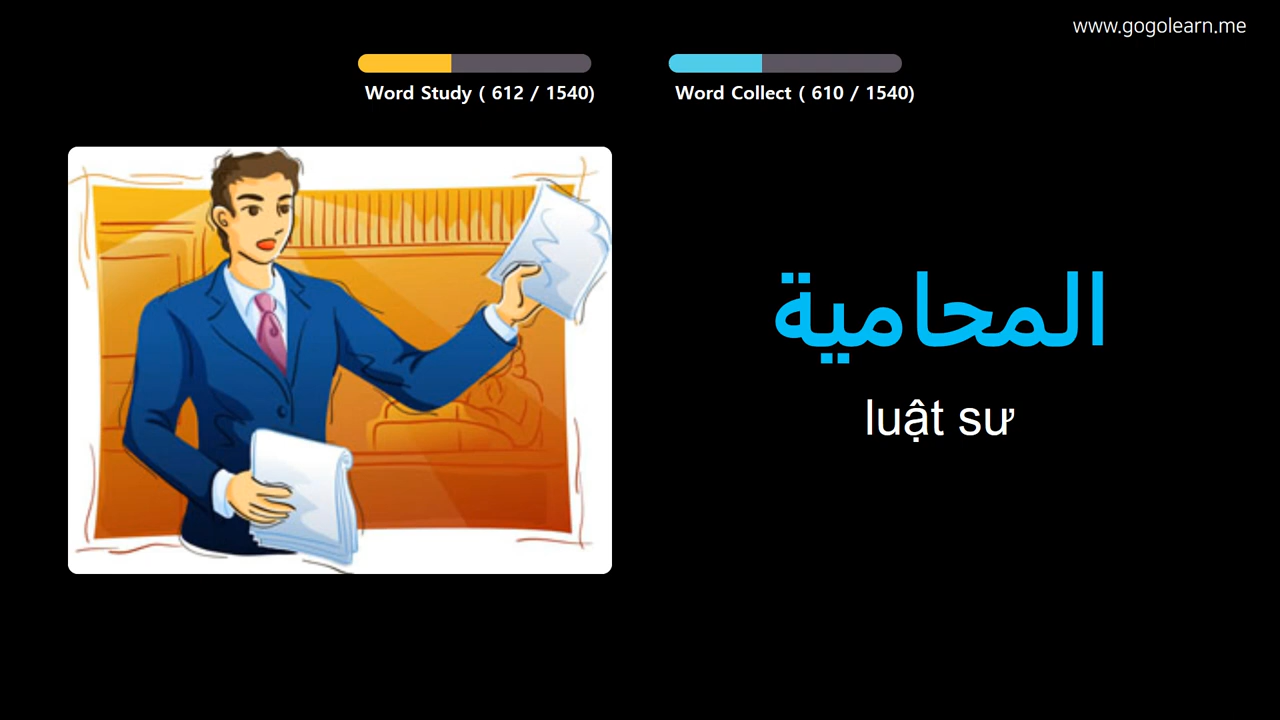 www.gogolearn.me
Word Study ( 612 / 1540)
Word Collect ( 610 / 1540)
المحامية
luật sư